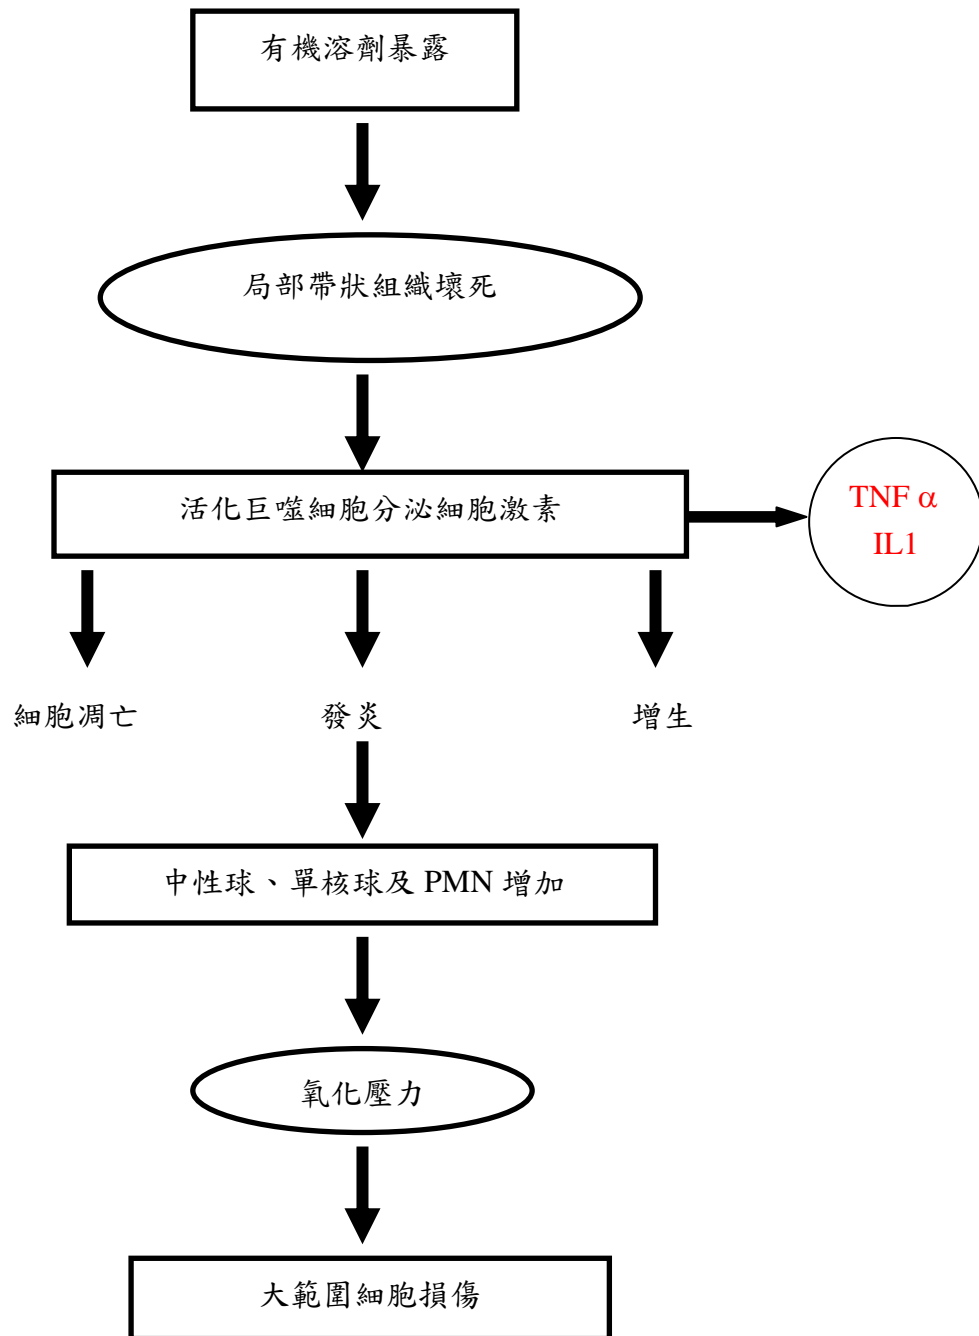 有機溶劑暴露
局部帶狀組織壞死
活化巨噬細胞分泌細胞激素
TNF α
IL1
細胞凋亡
發炎
增生
中性球、單核球及 PMN 增加
氧化壓力
大範圍細胞損傷